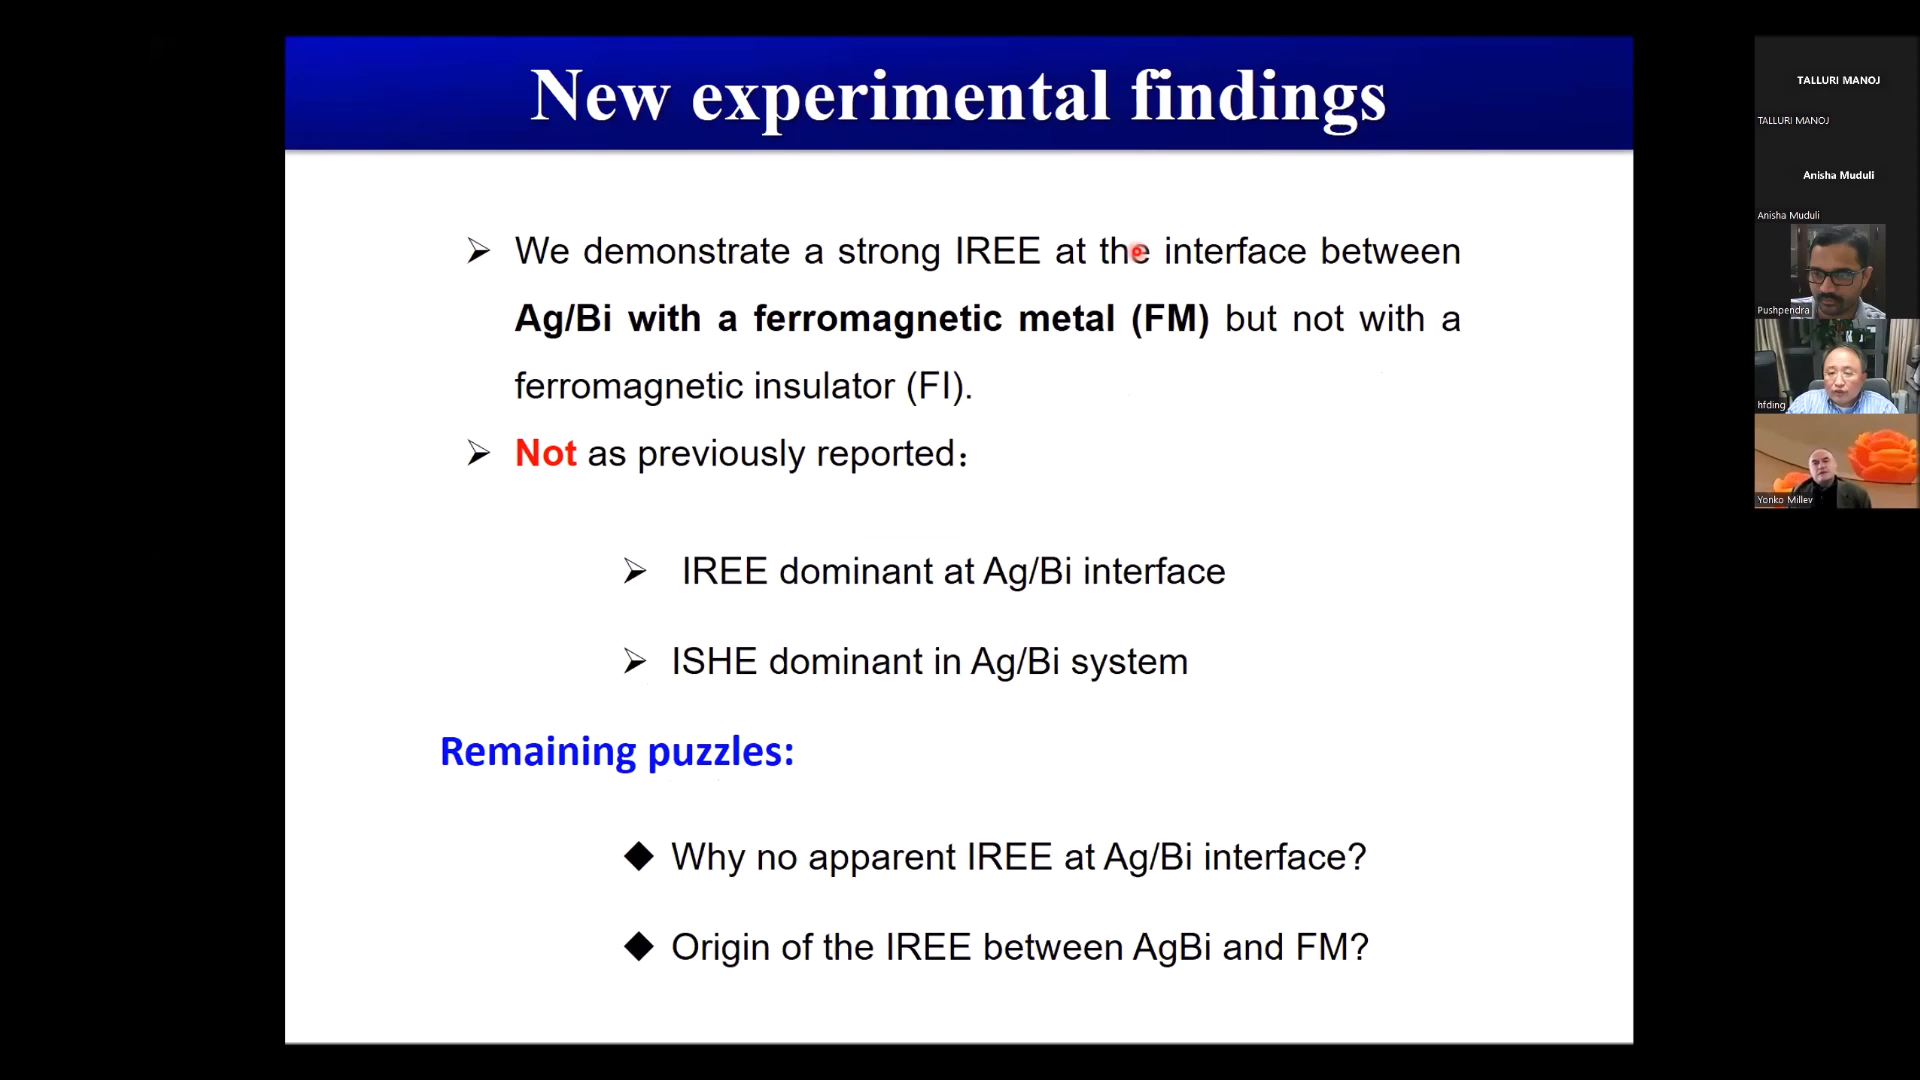 New experimental findings
We demonstrate a strong IREE at the interface between
Ag/Bi with a ferromagnetic metal (FM) but not with a
ferromagnetic insulator (FI).
Not as previously reported：
IREE dominant at Ag/Bi interface
ISHE dominant in Ag/Bi system
Remaining puzzles:
Why no apparent IREE at Ag/Bi interface?
Origin of the IREE between AgBi and FM?
TALLURI MANOJ
TALLURI MANOJ
Anisha Muduli
Anisha Muduli
Pushpendra
hfding
Yonko Millev